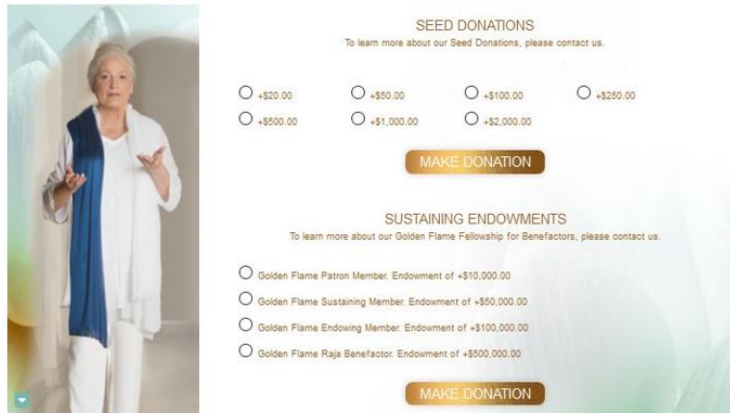 SEED DONATIONS
To learn more about our Seed Donations, please contact us.
+$20.00 +$50.00 +$100.00 +$250.00
+$500.00 +$1,000.00 +$2,000.00
MAKE DONATION
SUSTAINING ENDOWMENTS
To learn more about our Golden Flame Fellowship for Benefactors, please contact us.
Golden Flame Patron Member. Endowment of +$10,000.00
Golden Flame Sustaining Member. Endowment of +$50,000.00
Golden Flame Endowing Member. Endowment of +$100,000.00
Golden Flame Raja Benefactor. Endowment of +$500,000.00
MAKE DONATION